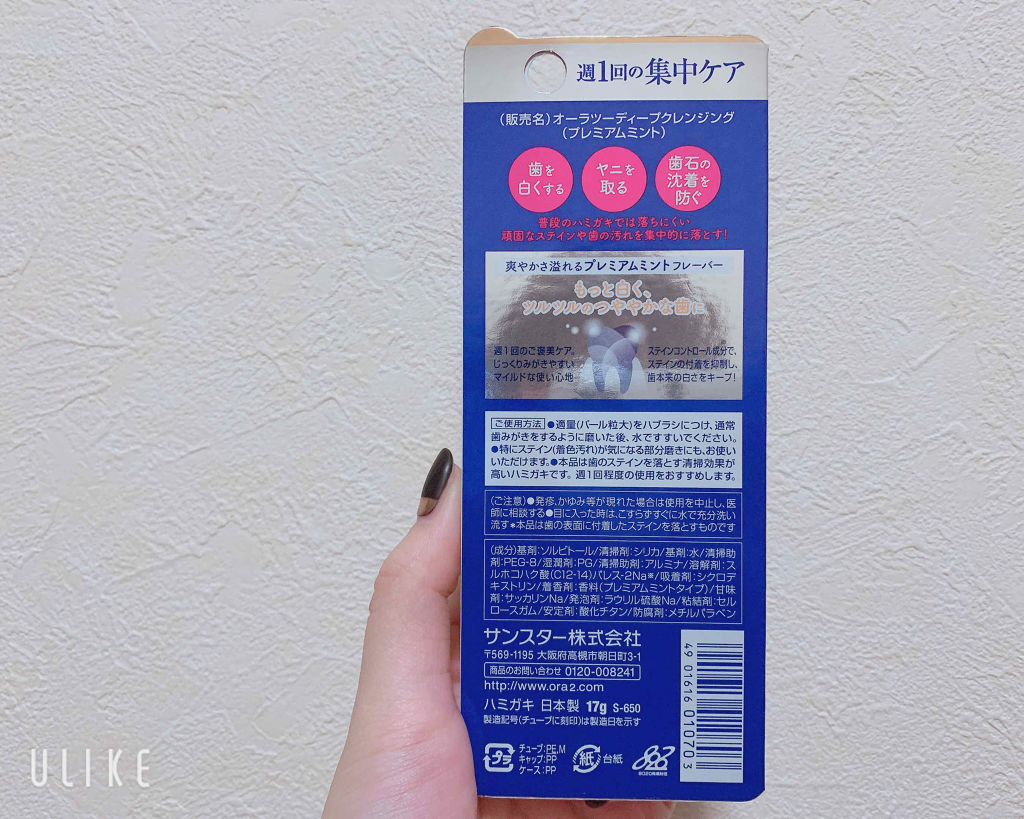 週1回の集中ケア
(販売名)オーラツーディープクレンジング
(プレミアムミント)
歯を
白くする
ヤニを
取る
歯石の
沈着を
防ぐ
普段のハミガキでは落ちにくい
頑固なステインや歯の汚れを集中的に落とす!
爽やかさ溢れるプレミアムミントフレーバー
もっと白く、
ツルツルのつややかな歯に
週1回のご褒美ケア。
じっくりみがきやすい
マイルドな使い心地
ステインコントロール成分で、
ステインの付着を抑制し、
歯本来の白さをキープ!
ご使用方法 ●適量(パール粒大)をハブラシにつけ、通常
歯みがきをするように磨いた後、水ですすいでください。
●特にステイン(着色汚れ)が気になる部分磨きにも、お使い
いただけます。●本品は歯のステインを落とす清掃効果が
高いハミガキです。週1回程度の使用をおすすめします。
(ご注意)●発疹、かゆみ等が現れた場合は使用を中止し、医
師に相談する●目に入った時は、こすらずすぐに水で充分洗い
流す*本品は歯の表面に付着したステインを落とすものです
(成分)基剤:ソルビトール/清掃剤:シリカ/基剤:水/清掃助
剤:PEG-8/湿潤剤:PG/清掃助剤:アルミナ/溶解剤:ス
ルホコハク酸(C12-14)パレス-2Na*/吸着剤:シクロデ
キストリン/着香剤:香料(プレミアムミントタイプ)/甘味
剤:サッカリンNa/発泡剤:ラウリル硫酸Na/粘結剤:セル
ロースガム/安定剤:酸化チタン/防腐剤:メチルパラベン
サンスター株式会社
〒569-1195 大阪府高槻市朝日町3-1
商品のお問い合わせ 0120-008241
http://www.ora2.com
ハミガキ 日本製 17g S-650
製造記号(チューブに刻印)は製造日を示す
4901616010703
プラ
チューブ:PE,M
キャップ:PP
ケース:PP
紙
台紙
8020
8020推進財団
ULIKE